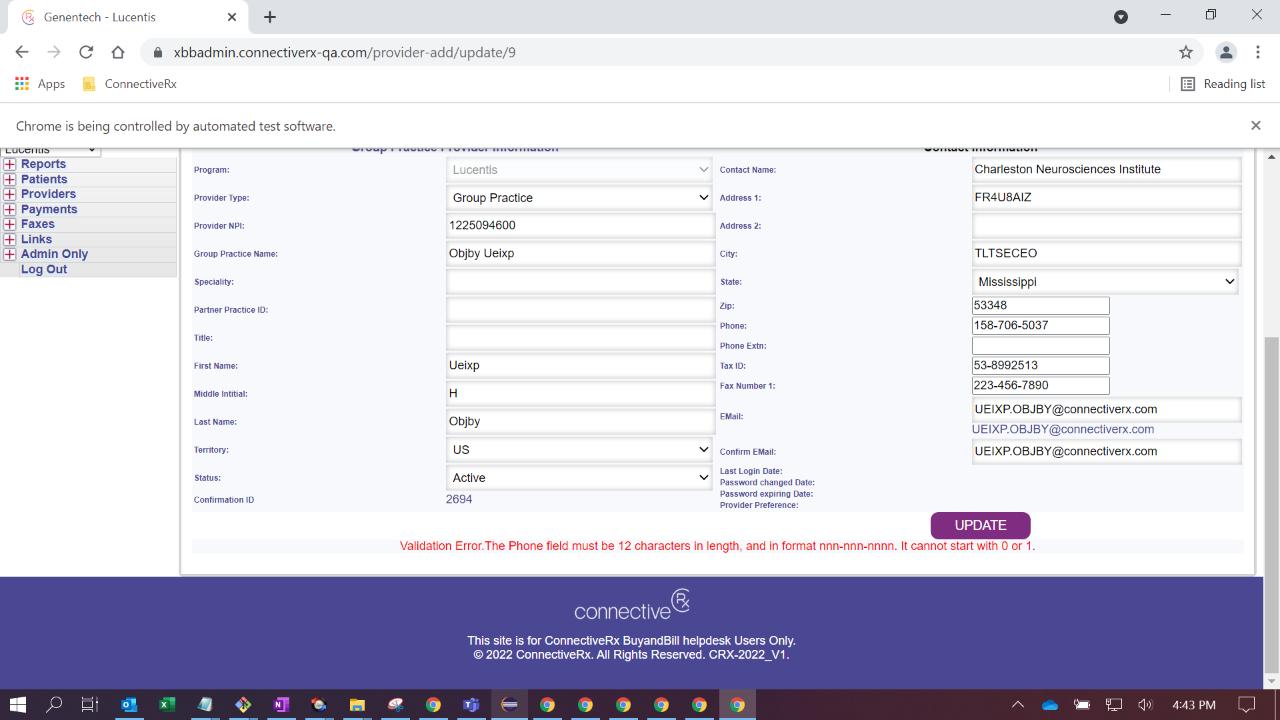 Genentech - Lucentis
xbbadmin.connectiverx-qa.com/provider-add/update/9
Apps
ConnectiveRx
Reading list
Chrome is being controlled by automated test software.
Lucentis
Reports
Patients
Providers
Payments
Faxes
Links
Admin Only
Log Out
Group Practice Provider Information
Contact Information
Program: Lucentis
Contact Name: Charleston Neurosciences Institute
Provider Type: Group Practice
Address 1: FR4U8AIZ
Provider NPI: 1225094600
Address 2:
Group Practice Name: Objby Ueixp
City: TLTSECEO
Speciality:
State: Mississippi
Partner Practice ID:
Zip: 53348
Phone: 158-706-5037
Title:
Phone Extn:
First Name: Ueixp
Tax ID: 53-8992513
Middle Intitial: H
Fax Number 1: 223-456-7890
Last Name: Objby
EMail: UEIXP.OBJBY@connectiverx.com
UEIXP.OBJBY@connectiverx.com
Territory: US
Confirm EMail: UEIXP.OBJBY@connectiverx.com
Status: Active
Last Login Date:
Password changed Date:
Confirmation ID 2694
Password expiring Date:
Provider Preference:
UPDATE
Validation Error.The Phone field must be 12 characters in length, and in format nnn-nnn-nnnn. It cannot start with 0 or 1.
connective Rx
This site is for ConnectiveRx BuyandBill helpdesk Users Only.
© 2022 ConnectiveRx. All Rights Reserved. CRX-2022_V1.
4:43 PM